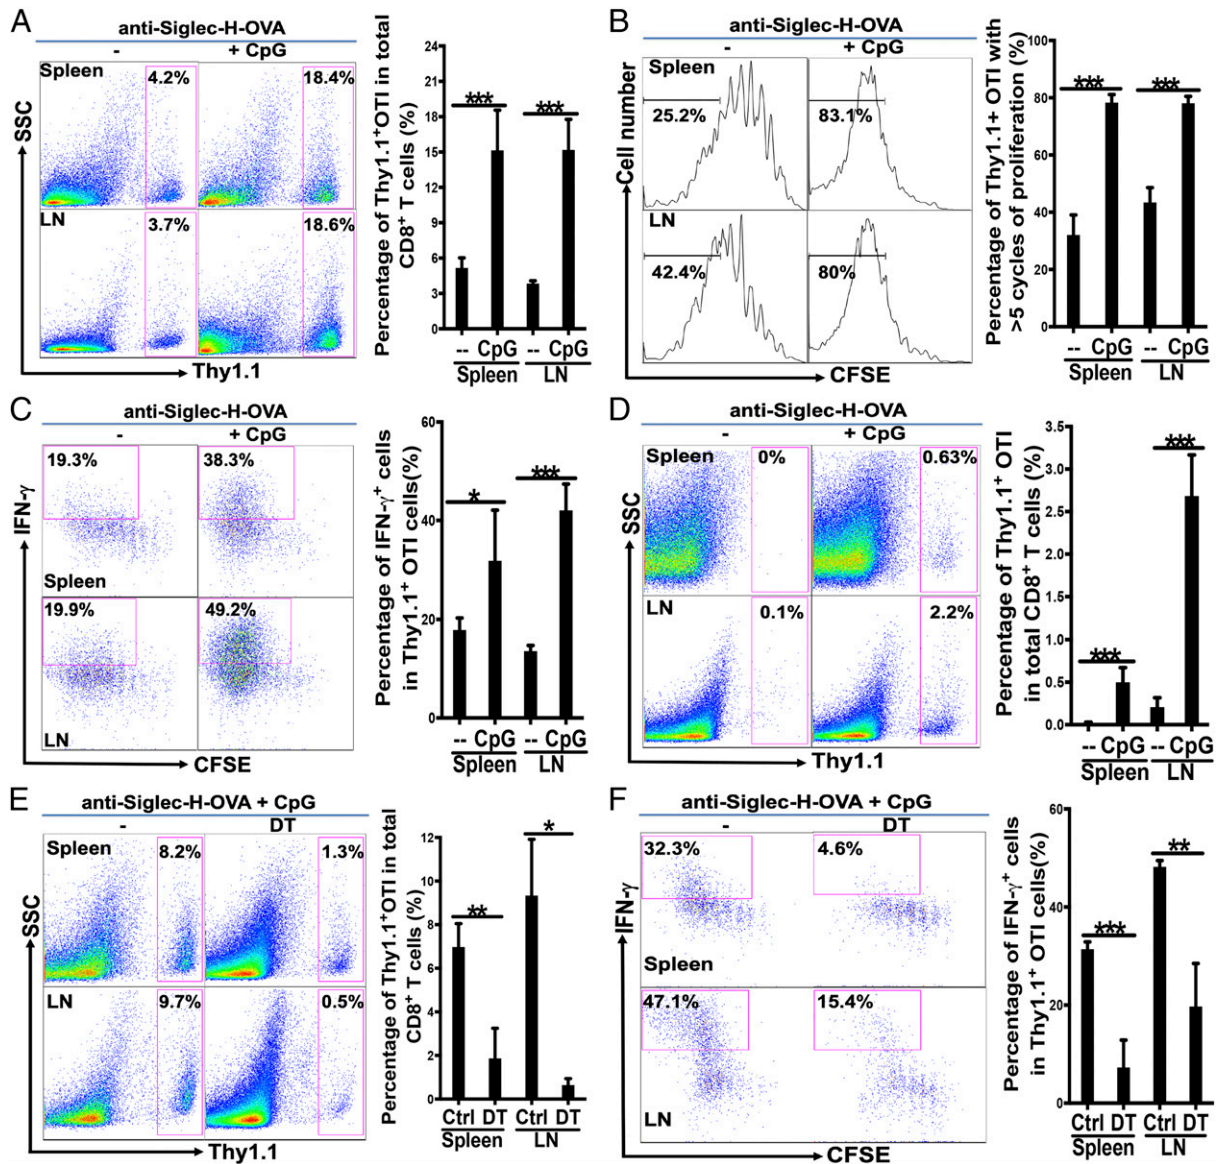 A
anti-Siglec-H-OVA
- + CpG
Spleen
4.2% 18.4%
LN
3.7% 18.6%
SSC
Thy1.1
Percentage of Thy1.1+OTI in total
CD8+ T cells (%)
24
21
18
15
12
9
6
3
0
*** ***
-- CpG -- CpG
Spleen LN
B
anti-Siglec-H-OVA
- + CpG
Spleen
25.2% 83.1%
LN
42.4% 80%
Cell number
CFSE
Percentage of Thy1.1+ OTI with
>5 cycles of proliferation (%)
100
80
60
40
20
0
*** ***
-- CpG -- CpG
Spleen LN
C
anti-Siglec-H-OVA
- + CpG
19.3% 38.3%
Spleen
19.9% 49.2%
LN
IFN-γ
CFSE
Percentage of IFN-γ+ cells
in Thy1.1+ OTI cells(%)
60
40
20
0
* ***
-- CpG -- CpG
Spleen LN
D
anti-Siglec-H-OVA
- + CpG
Spleen
0% 0.63%
LN
0.1% 2.2%
SSC
Thy1.1
Percentage of Thy1.1+ OTI
in total CD8+ T cells (%)
3.5
3.0
2.5
2.0
1.5
1.0
0.5
0.0
*** ***
-- CpG -- CpG
Spleen LN
E
anti-Siglec-H-OVA + CpG
- DT
Spleen
8.2% 1.3%
LN
9.7% 0.5%
SSC
Thy1.1
Percentage of Thy1.1+OTI in total
CD8+ T cells (%)
12
10
8
6
4
2
0
** *
Ctrl DT Ctrl DT
Spleen LN
F
anti-Siglec-H-OVA + CpG
- DT
32.3% 4.6%
Spleen
47.1% 15.4%
LN
IFN-γ
CFSE
Percentage of IFN-γ+ cells
in Thy1.1+ OTI cells(%)
60
40
20
0
*** **
Ctrl DT Ctrl DT
Spleen LN